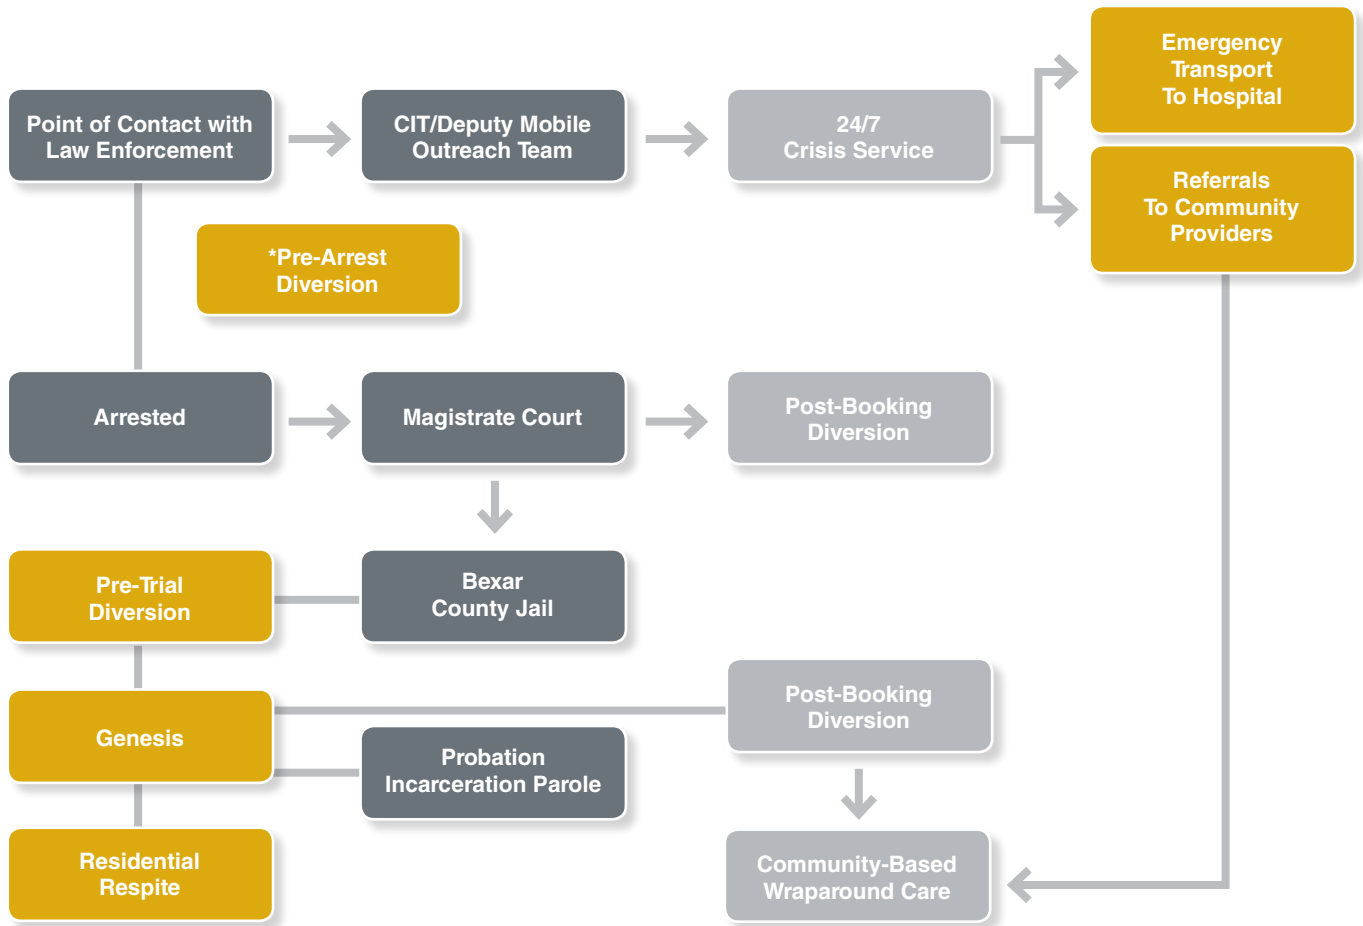 Emergency
Transport
To Hospital
Point of Contact with
Law Enforcement
CIT/Deputy Mobile
Outreach Team
24/7
Crisis Service
Referrals
To Community
Providers
*Pre-Arrest
Diversion
Arrested
Magistrate Court
Post-Booking
Diversion
Pre-Trial
Diversion
Bexar
County Jail
Genesis
Post-Booking
Diversion
Probation
Incarceration Parole
Residential
Respite
Community-Based
Wraparound Care